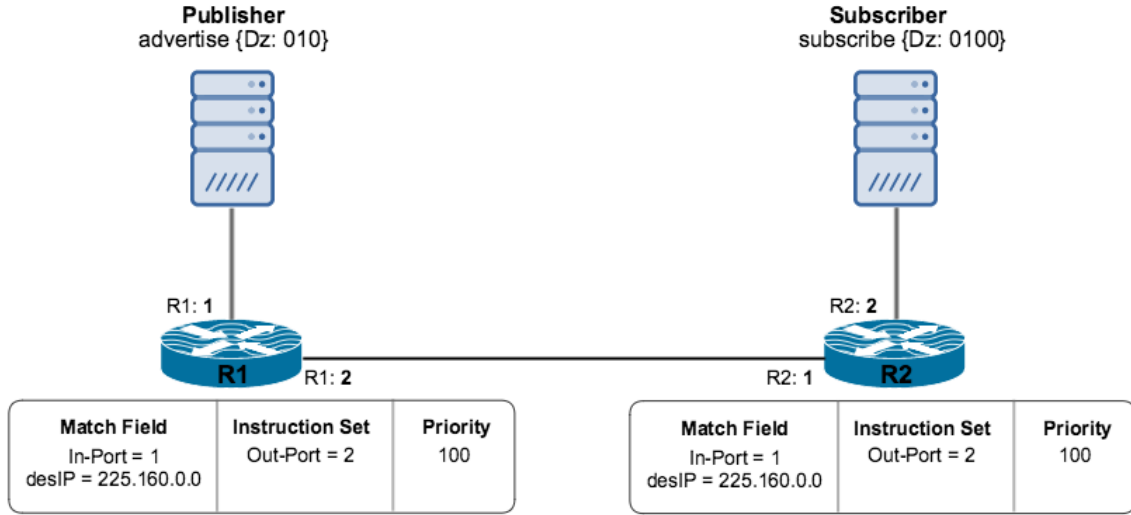 Publisher
advertise {Dz: 010}
Subscriber
subscribe {Dz: 0100}
R1: 1
R2: 2
R1
R1: 2
R2: 1
R2
Match Field
In-Port = 1
desIP = 225.160.0.0
Instruction Set
Out-Port = 2
Priority
100
Match Field
In-Port = 1
desIP = 225.160.0.0
Instruction Set
Out-Port = 2
Priority
100